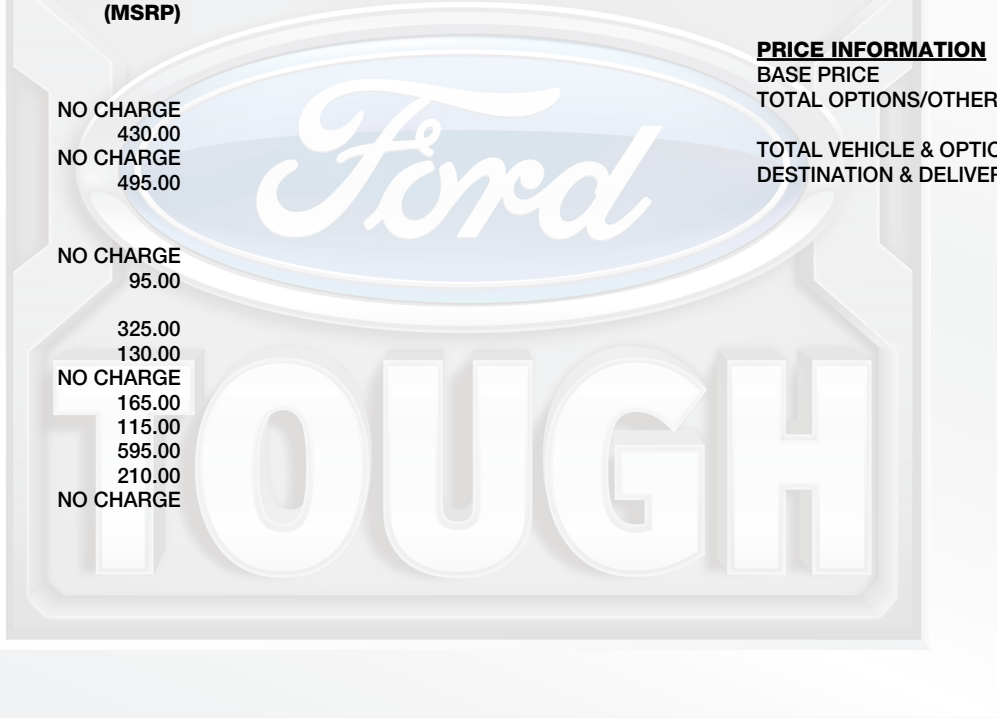 (MSRP)
NO CHARGE
430.00
NO CHARGE
495.00
NO CHARGE
95.00
325.00
130.00
NO CHARGE
165.00
115.00
595.00
210.00
NO CHARGE
PRICE INFORMATION
BASE PRICE
TOTAL OPTIONS/OTHER
TOTAL VEHICLE & OPTIO
DESTINATION & DELIVER
Ford
TOUGH